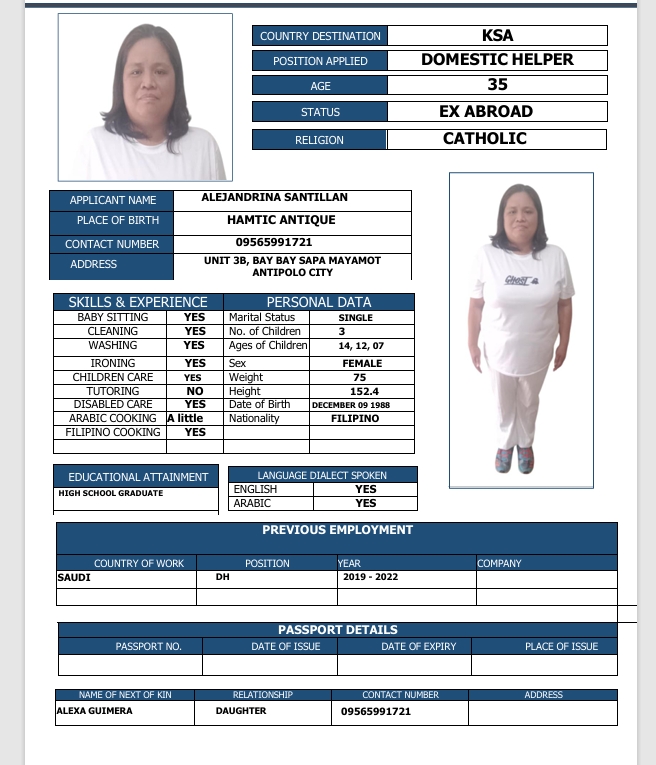 COUNTRY DESTINATION KSA
POSITION APPLIED DOMESTIC HELPER
AGE 35
STATUS EX ABROAD
RELIGION CATHOLIC
APPLICANT NAME ALEJANDRINA SANTILLAN
PLACE OF BIRTH HAMTIC ANTIQUE
CONTACT NUMBER 09565991721
ADDRESS UNIT 3B, BAY BAY SAPA MAYAMOT
ANTIPOLO CITY
SKILLS & EXPERIENCE PERSONAL DATA
BABY SITTING YES Marital Status SINGLE
CLEANING YES No. of Children 3
WASHING YES Ages of Children 14, 12, 07
IRONING YES Sex FEMALE
CHILDREN CARE YES Weight 75
TUTORING NO Height 152.4
DISABLED CARE YES Date of Birth DECEMBER 09 1988
ARABIC COOKING A little Nationality FILIPINO
FILIPINO COOKING YES
EDUCATIONAL ATTAINMENT
HIGH SCHOOL GRADUATE
LANGUAGE DIALECT SPOKEN
ENGLISH YES
ARABIC YES
PREVIOUS EMPLOYMENT
COUNTRY OF WORK POSITION YEAR COMPANY
SAUDI DH 2019 - 2022
PASSPORT DETAILS
PASSPORT NO. DATE OF ISSUE DATE OF EXPIRY PLACE OF ISSUE
NAME OF NEXT OF KIN RELATIONSHIP CONTACT NUMBER ADDRESS
ALEXA GUIMERA DAUGHTER 09565991721